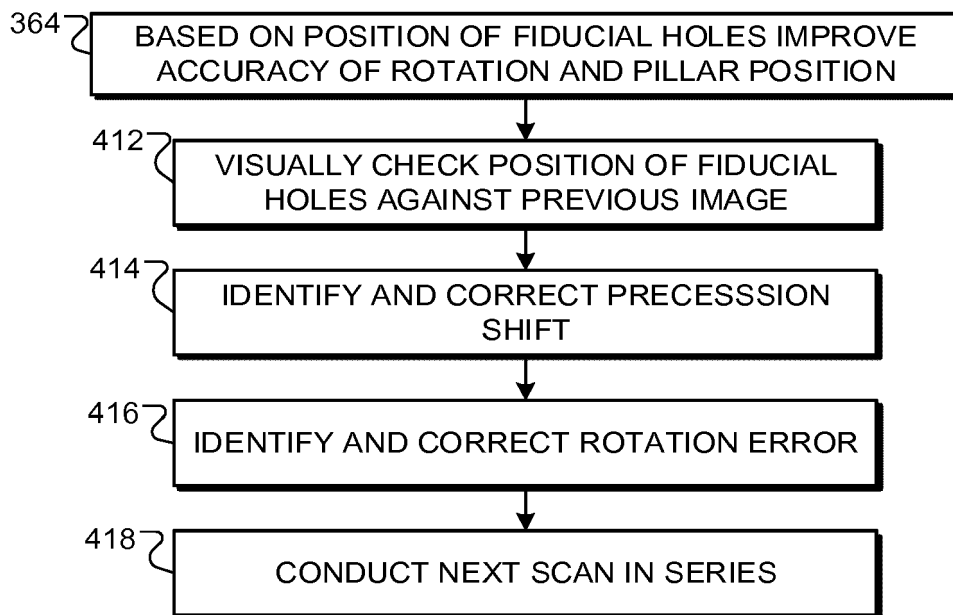 364
BASED ON POSITION OF FIDUCIAL HOLES IMPROVE
ACCURACY OF ROTATION AND PILLAR POSITION
412
VISUALLY CHECK POSITION OF FIDUCIAL
HOLES AGAINST PREVIOUS IMAGE
414
IDENTIFY AND CORRECT PRECESSSION
SHIFT
416
IDENTIFY AND CORRECT ROTATION ERROR
418
CONDUCT NEXT SCAN IN SERIES